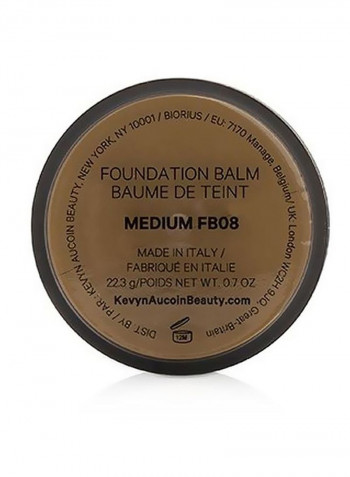 DIST BY / PAR: KEVYN AUCOIN BEAUTY, NEW YORK, NY 10001 / BIORIUS / EU: 7170 Manage, Belgium/ UK: London WC2H 9JQ, Great-Britain
FOUNDATION BALM
BAUME DE TEINT
MEDIUM FB08
MADE IN ITALY /
FABRIQUÉ EN ITALIE
22.3 g/POIDS NET WT. 0.7 OZ
KevynAucoinBeauty.com
12M